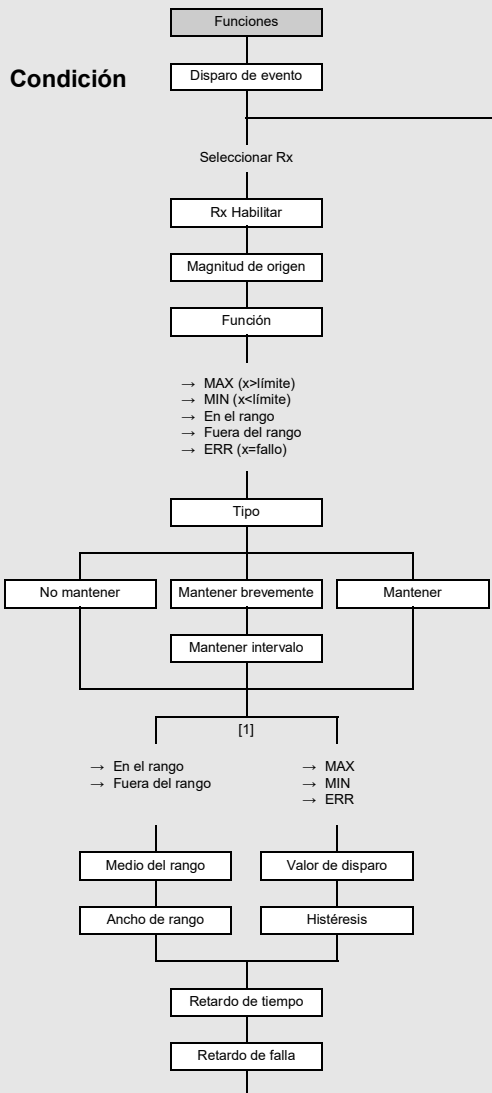 Funciones
Condición
Disparo de evento
Seleccionar Rx
Rx Habilitar
Magnitud de origen
Función
→ MAX (x>límite)
→ MIN (x<límite)
→ En el rango
→ Fuera del rango
→ ERR (x=fallo)
Tipo
No mantener
Mantener brevemente
Mantener
Mantener intervalo
[1]
→ En el rango
→ Fuera del rango
→ MAX
→ MIN
→ ERR
Medio del rango
Valor de disparo
Ancho de rango
Histéresis
Retardo de tiempo
Retardo de falla